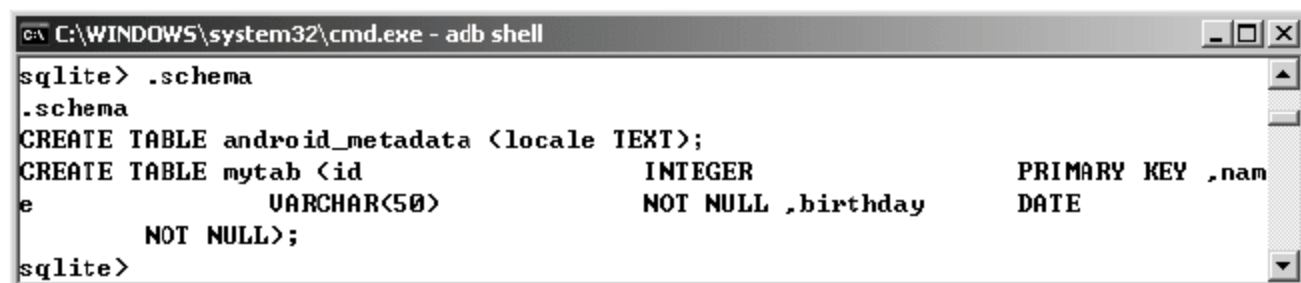 C:\WINDOWS\system32\cmd.exe - adb shell
sqlite> .schema
.schema
CREATE TABLE android_metadata (locale TEXT);
CREATE TABLE mytab (id                  INTEGER                 PRIMARY KEY ,nam
e               VARCHAR(50)             NOT NULL ,birthday      DATE
        NOT NULL);
sqlite>